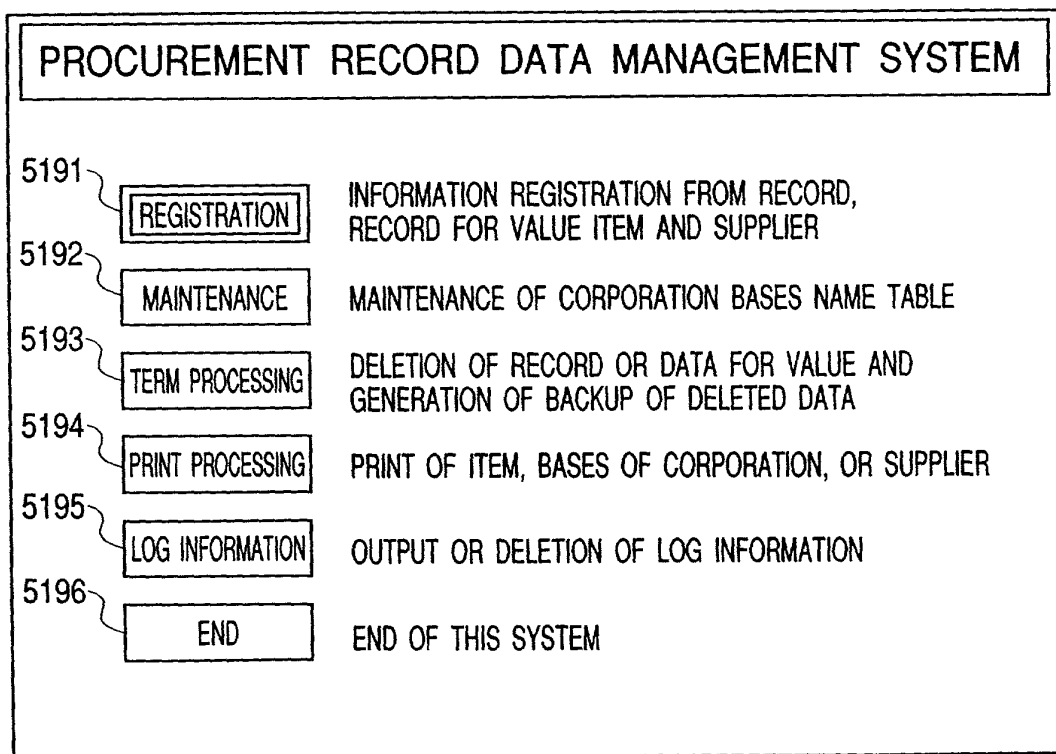 PROCUREMENT RECORD DATA MANAGEMENT SYSTEM
5191
REGISTRATION
INFORMATION REGISTRATION FROM RECORD,
RECORD FOR VALUE ITEM AND SUPPLIER
5192
MAINTENANCE
MAINTENANCE OF CORPORATION BASES NAME TABLE
5193
TERM PROCESSING
DELETION OF RECORD OR DATA FOR VALUE AND
GENERATION OF BACKUP OF DELETED DATA
5194
PRINT PROCESSING
PRINT OF ITEM, BASES OF CORPORATION, OR SUPPLIER
5195
LOG INFORMATION
OUTPUT OR DELETION OF LOG INFORMATION
5196
END
END OF THIS SYSTEM